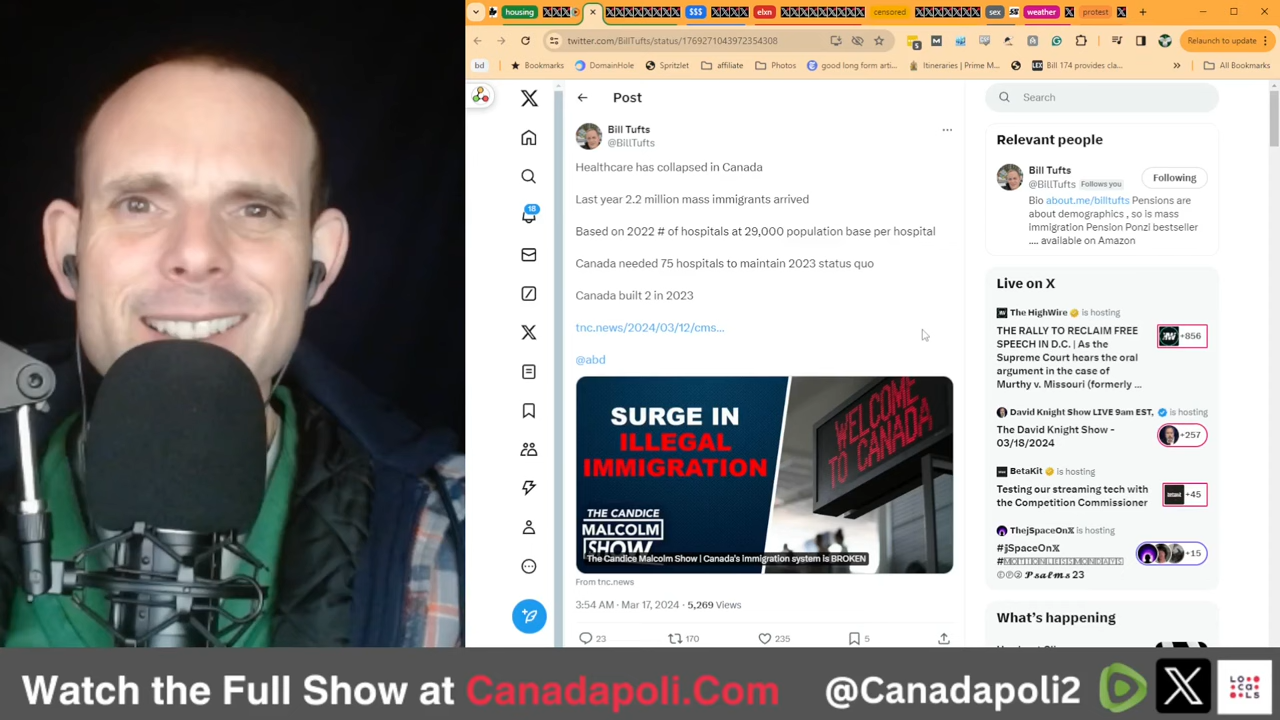 housing
$$$
elxn
censored
sex
weather
protest
twitter.com/BillTufts/status/1769271043972354308
Relaunch to update
bd
Bookmarks
DomainHole
Spritzlet
affiliate
Photos
good long form arti...
Itineraries | Prime M...
Bill 174 provides cla...
»
All Bookmarks
Post
Search
Bill Tufts
@BillTufts
Healthcare has collapsed in Canada
Last year 2.2 million mass immigrants arrived
Based on 2022 # of hospitals at 29,000 population base per hospital
Canada needed 75 hospitals to maintain 2023 status quo
Canada built 2 in 2023
tnc.news/2024/03/12/cms...
@abd
SURGE IN
ILLEGAL
IMMIGRATION
THE CANDICE
MALCOLM
SHOW
WELCOME
TO CANADA
The Candice Malcolm Show | Canada's immigration system is BROKEN
From tnc.news
3:54 AM · Mar 17, 2024 · 5,269 Views
23
170
235
5
18
Relevant people
Bill Tufts
@BillTufts Follows you
Following
Bio about.me/billtufts Pensions are
about demographics , so is mass
Immigration Pension Ponzi bestseller
.... available on Amazon
Live on X
The HighWire is hosting
THE RALLY TO RECLAIM FREE
SPEECH IN D.C. | As the
Supreme Court hears the oral
argument in the case of
Murthy v. Missouri (formerly ...
+856
David Knight Show LIVE 9am EST, is hosting
The David Knight Show -
03/18/2024
+257
BetaKit is hosting
Testing our streaming tech with
the Competition Commissioner
+45
ThejSpaceOn𝕏 is hosting
#jSpaceOn𝕏
Ⓒⓟ② 𝓟𝓼𝓪𝓵𝓶𝓼 23
+15
What's happening
Watch the Full Show at Canadapoli.Com
@Canadapoli2
LO
CA
LS